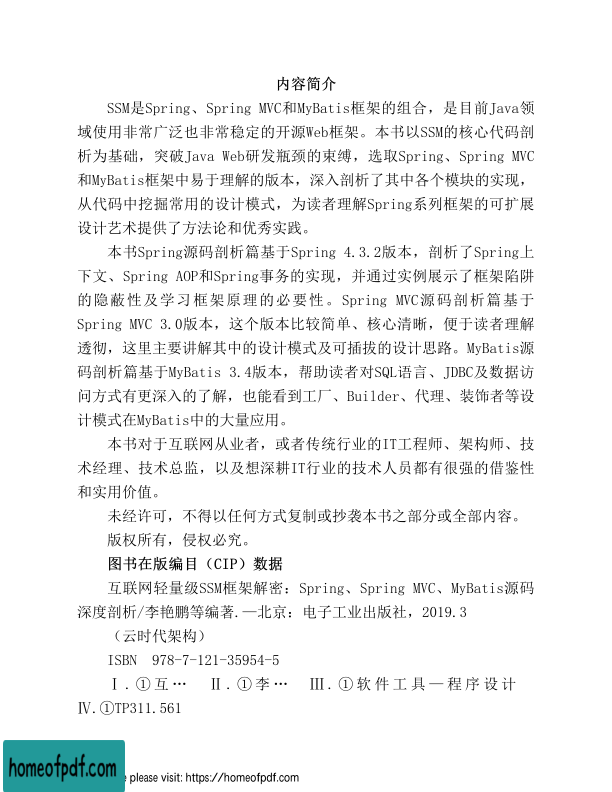 内容简介
SSM是Spring、Spring MVC和MyBatis框架的组合，是目前Java领
域使用非常广泛也非常稳定的开源Web框架。本书以SSM的核心代码剖
析为基础，突破Java Web研发瓶颈的束缚，选取Spring、Spring MVC
和MyBatis框架中易于理解的版本，深入剖析了其中各个模块的实现，
从代码中挖掘常用的设计模式，为读者理解Spring系列框架的可扩展
设计艺术提供了方法论和优秀实践。
本书Spring源码剖析篇基于Spring 4.3.2版本，剖析了Spring上
下文、Spring AOP和Spring事务的实现，并通过实例展示了框架陷阱
的隐蔽性及学习框架原理的必要性。Spring MVC源码剖析篇基于
Spring MVC 3.0版本，这个版本比较简单、核心清晰，便于读者理解
透彻，这里主要讲解其中的设计模式及可插拔的设计思路。MyBatis源
码剖析篇基于MyBatis 3.4版本，帮助读者对SQL语言、JDBC及数据访
问方式有更深入的了解，也能看到工厂、Builder、代理、装饰者等设
计模式在MyBatis中的大量应用。
本书对于互联网从业者，或者传统行业的IT工程师、架构师、技
术经理、技术总监，以及想深耕IT行业的技术人员都有很强的借鉴性
和实用价值。
未经许可，不得以任何方式复制或抄袭本书之部分或全部内容。
版权所有，侵权必究。
图书在版编目（CIP）数据
互联网轻量级SSM框架解密：Spring、Spring MVC、MyBatis源码
深度剖析/李艳鹏等编著.—北京：电子工业出版社，2019.3
（云时代架构）
ISBN 978-7-121-35954-5
Ⅰ.①互… Ⅱ.①李… Ⅲ.①软件工具—程序设计
Ⅳ.①TP311.561
homeofpdf.com
e please visit: https://homeofpdf.com